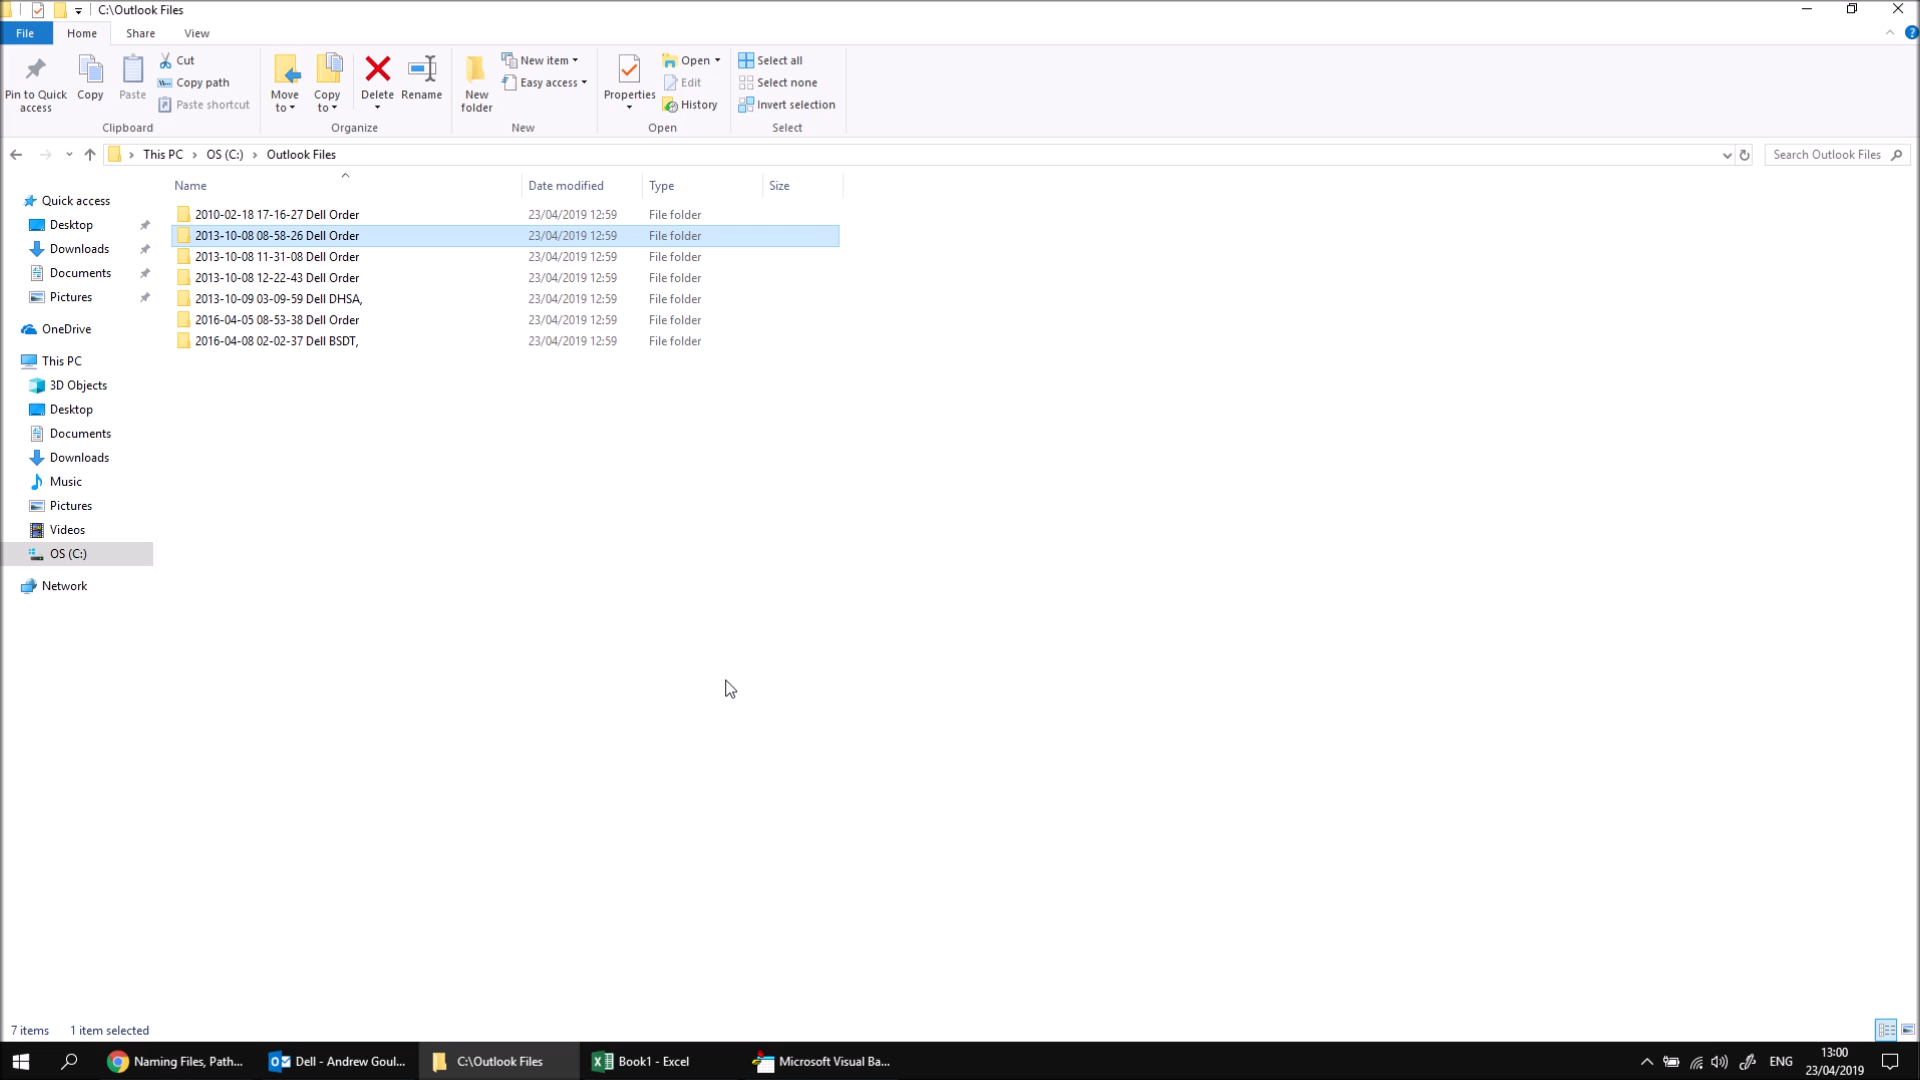 C:\Outlook Files
File Home Share View
Pin to Quick access
Copy
Paste
Cut
Copy path
Paste shortcut
Clipboard
Move to
Copy to
Delete
Rename
Organize
New folder
New item
Easy access
New
Properties
Open
Edit
History
Open
Select all
Select none
Invert selection
Select
This PC > OS (C:) > Outlook Files
Search Outlook Files
Name Date modified Type Size
Quick access
Desktop
Downloads
Documents
Pictures
OneDrive
This PC
3D Objects
Desktop
Documents
Downloads
Music
Pictures
Videos
OS (C:)
Network
2010-02-18 17-16-27 Dell Order 23/04/2019 12:59 File folder
2013-10-08 08-58-26 Dell Order 23/04/2019 12:59 File folder
2013-10-08 11-31-08 Dell Order 23/04/2019 12:59 File folder
2013-10-08 12-22-43 Dell Order 23/04/2019 12:59 File folder
2013-10-09 03-09-59 Dell DHSA, 23/04/2019 12:59 File folder
2016-04-05 08-53-38 Dell Order 23/04/2019 12:59 File folder
2016-04-08 02-02-37 Dell BSDT, 23/04/2019 12:59 File folder
7 items 1 item selected
Naming Files, Path... Dell - Andrew Goul... C:\Outlook Files Book1 - Excel Microsoft Visual Ba... ENG 13:00
23/04/2019